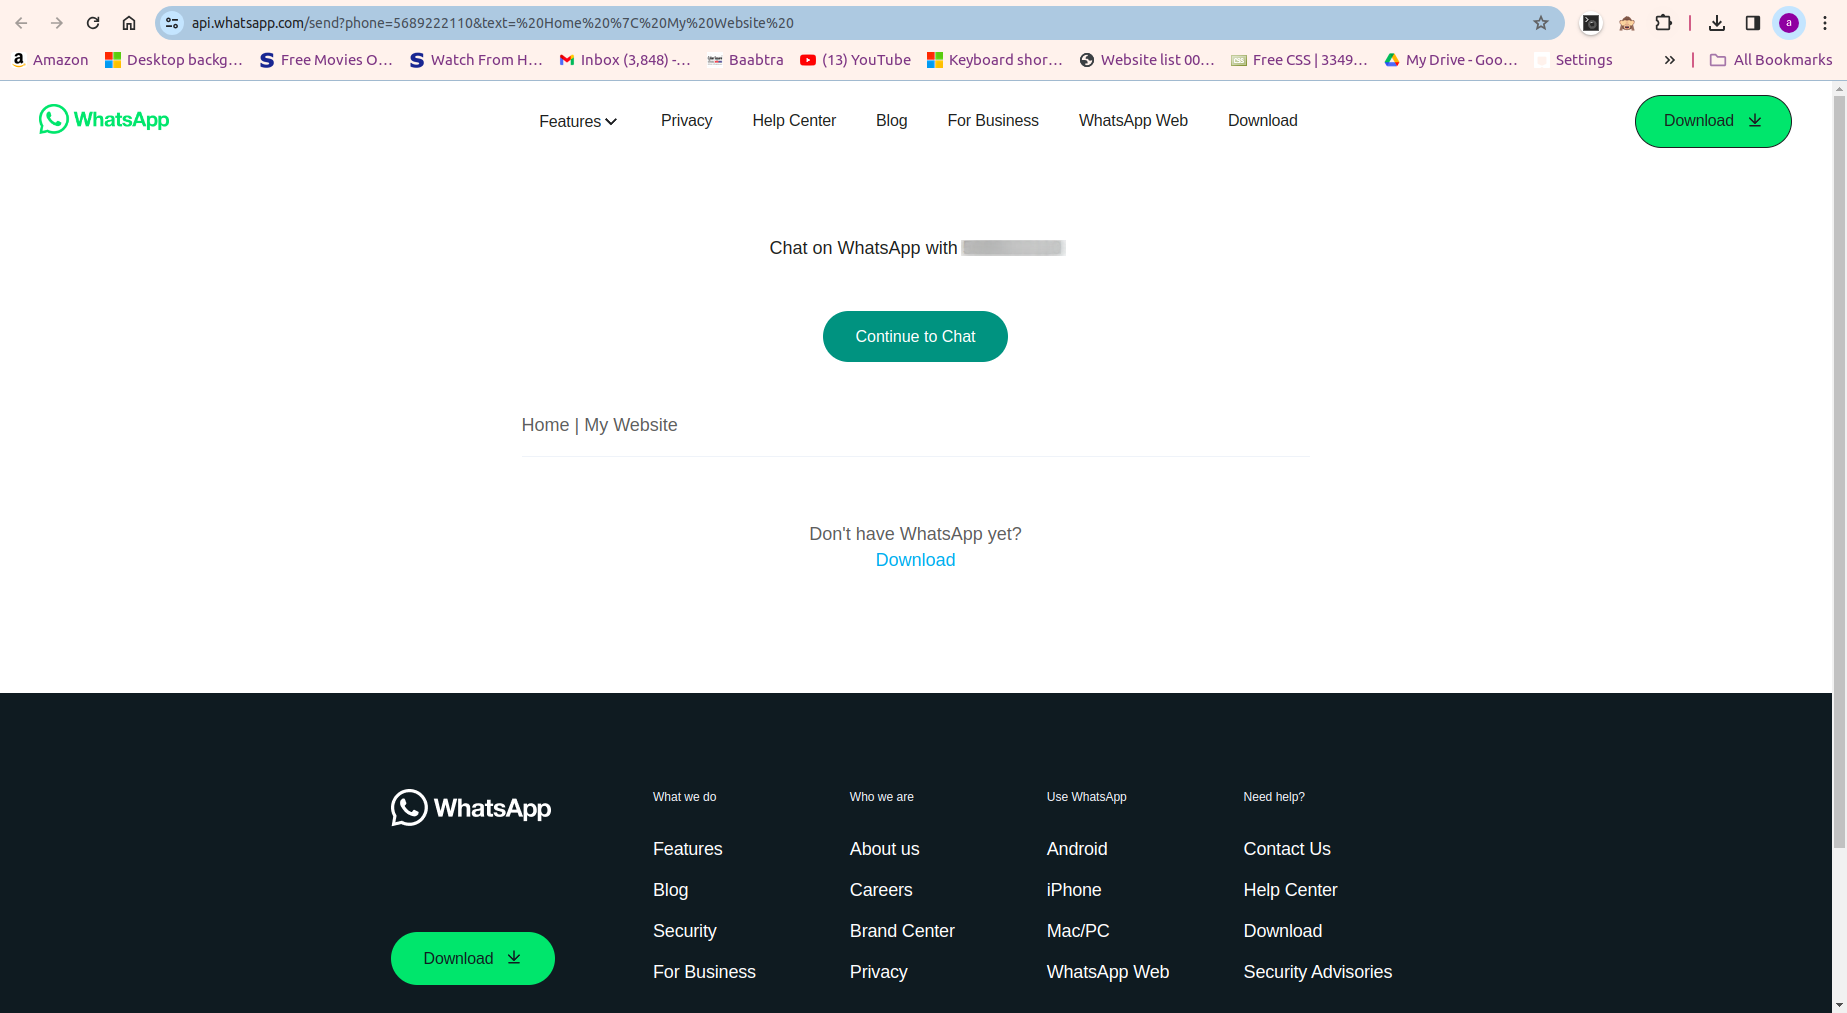 api.whatsapp.com/send?phone=5689222110&text=%20Home%20%7C%20My%20Website%20
a
Amazon Desktop backg... Free Movies O... Watch From H... Inbox (3,848) -... Baabtra (13) YouTube Keyboard shor... Website list 00... Free CSS | 3349... My Drive - Goo... Settings » All Bookmarks
WhatsApp Features Privacy Help Center Blog For Business WhatsApp Web Download Download
Chat on WhatsApp with
Continue to Chat
Home | My Website
Don't have WhatsApp yet?
Download
WhatsApp
Download
What we do
Features
Blog
Security
For Business
Who we are
About us
Careers
Brand Center
Privacy
Use WhatsApp
Android
iPhone
Mac/PC
WhatsApp Web
Need help?
Contact Us
Help Center
Download
Security Advisories